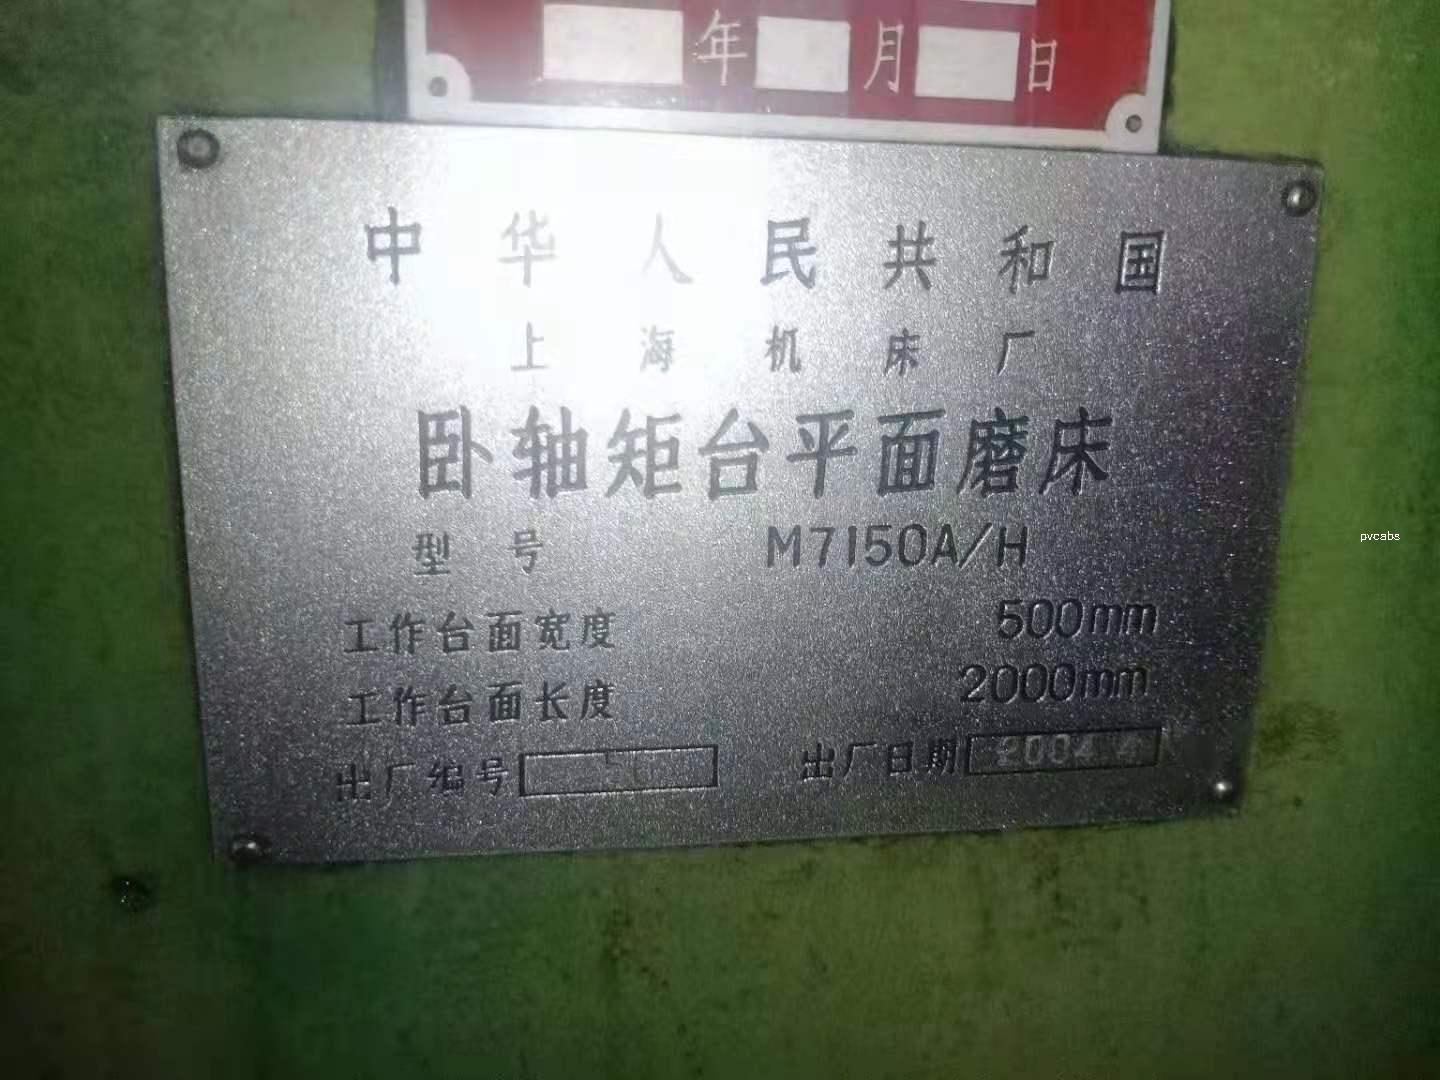 年 月 日
中华人民共和国
上海机床厂
卧轴矩台平面磨床
型号 M7150A/H
工作台面宽度 500mm
工作台面长度 2000mm
出厂编号 出厂日期 2004.4
pvcabs